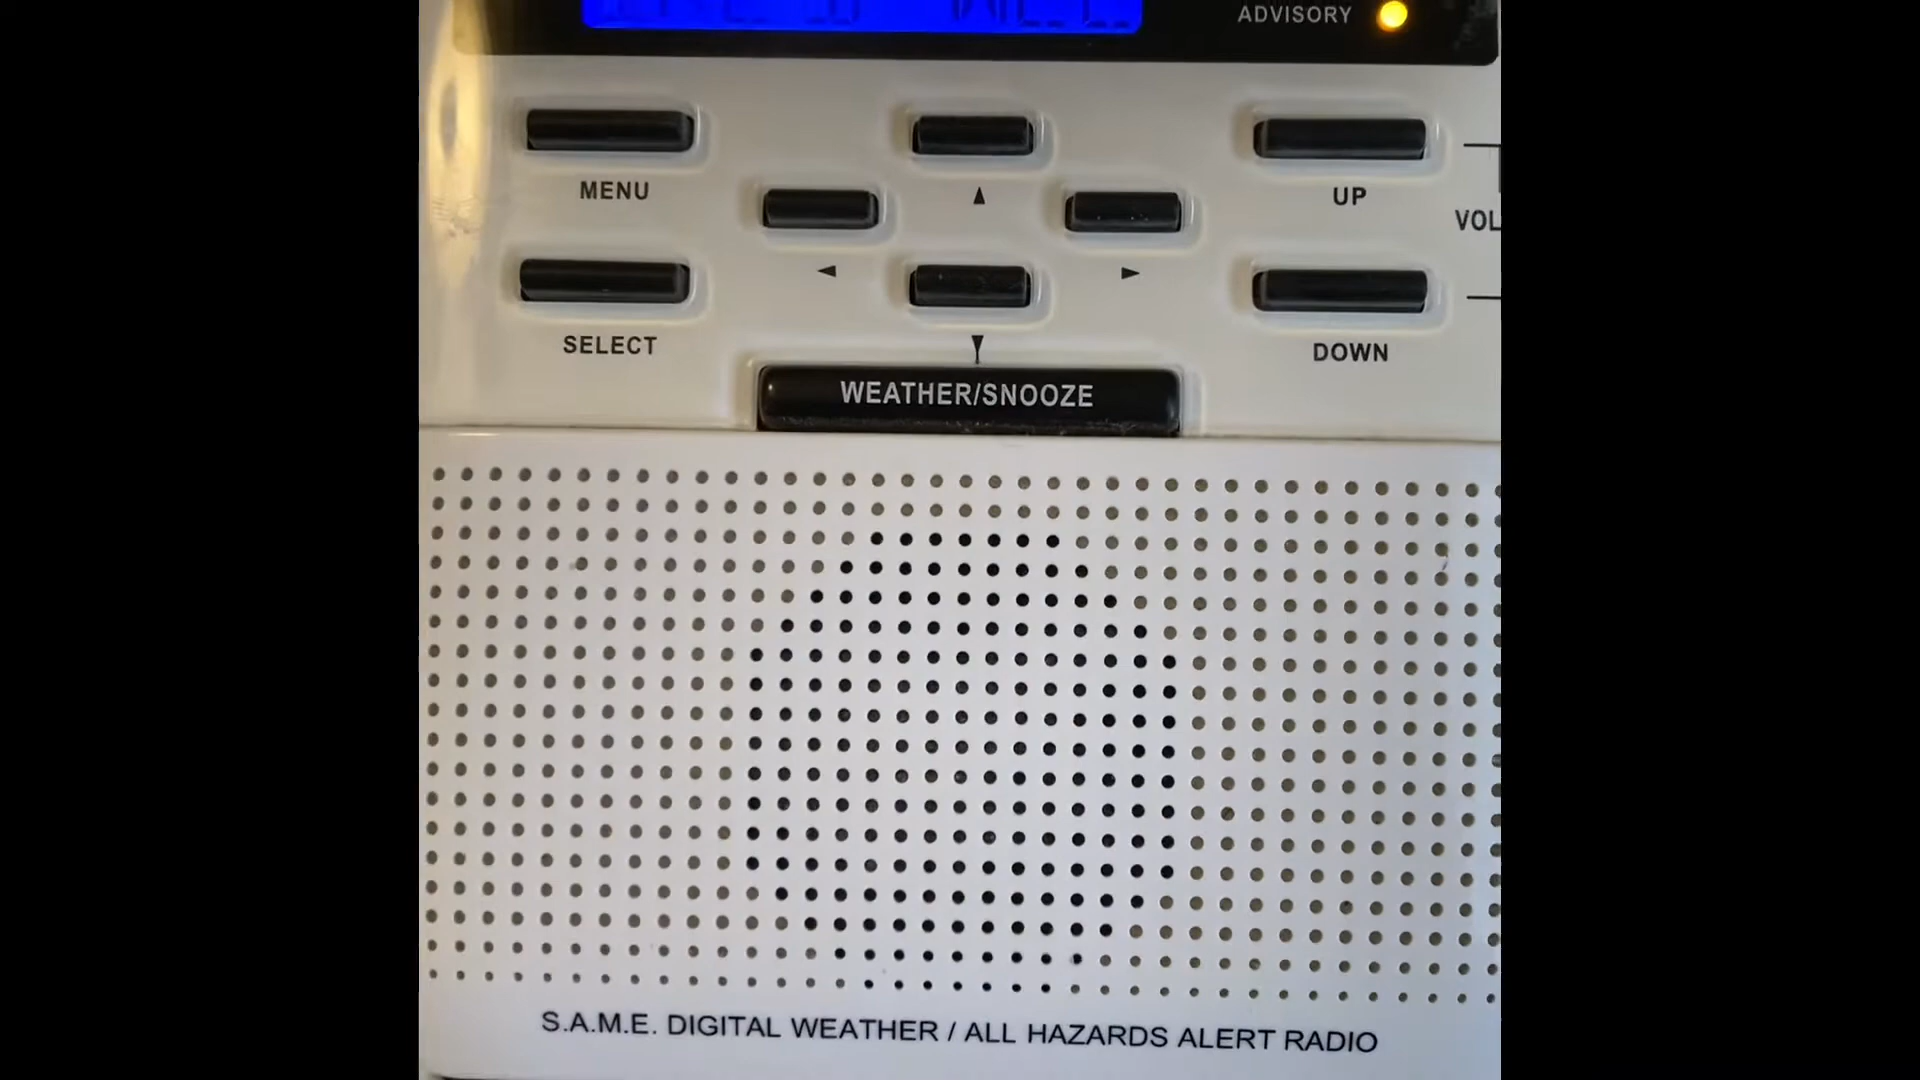 ADVISORY
MENU
UP
VOL
SELECT
DOWN
WEATHER/SNOOZE
S.A.M.E. DIGITAL WEATHER / ALL HAZARDS ALERT RADIO